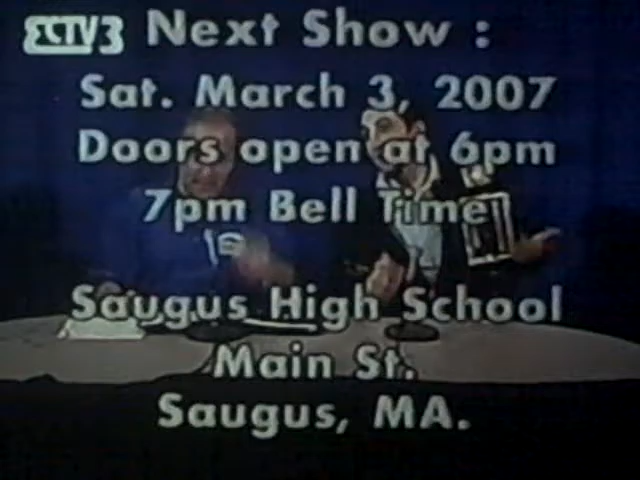 ECTV3
Next Show :
Sat. March 3, 2007
Doors open at 6pm
7pm Bell Time
Saugus High School
Main St.
Saugus, MA.